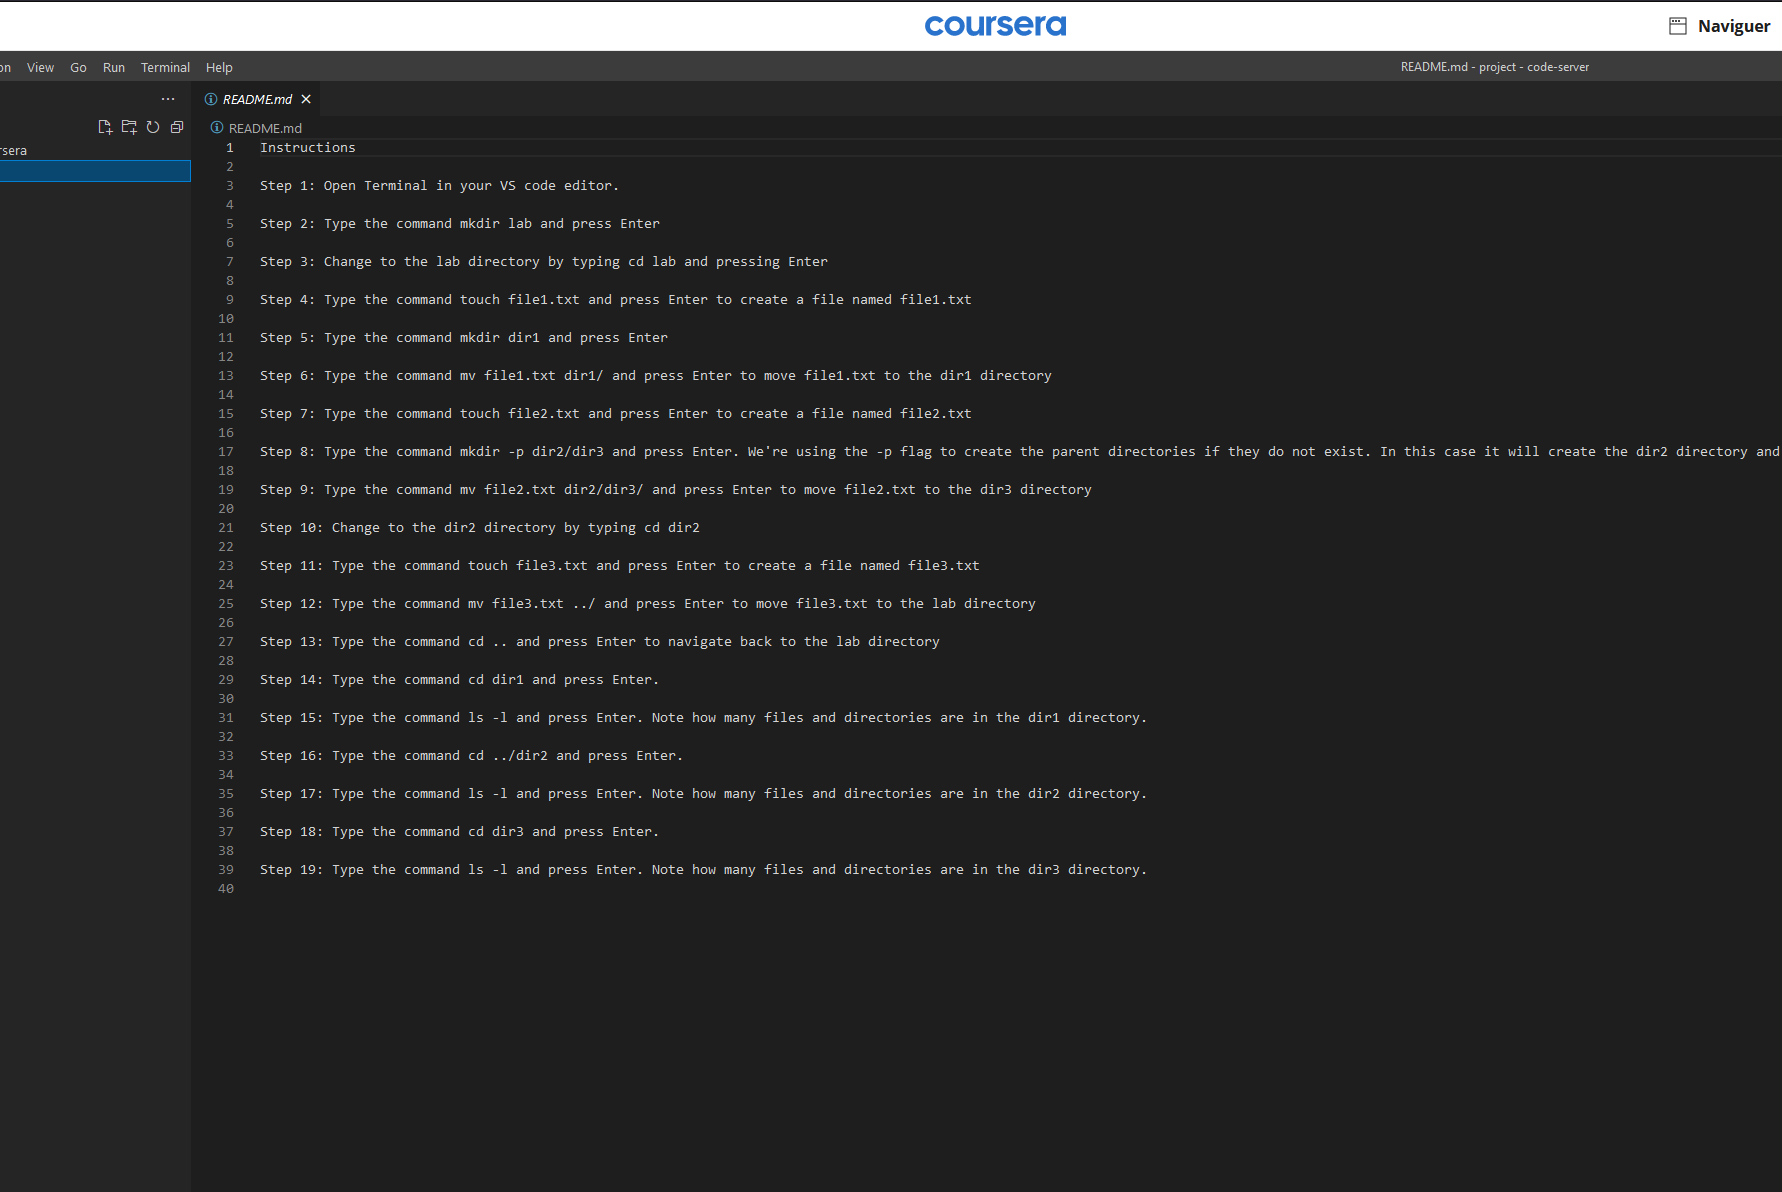 coursera
Naviguer
on View Go Run Terminal Help
README.md - project - code-server
README.md
README.md
rsera
1 Instructions
2
3 Step 1: Open Terminal in your VS code editor.
4
5 Step 2: Type the command mkdir lab and press Enter
6
7 Step 3: Change to the lab directory by typing cd lab and pressing Enter
8
9 Step 4: Type the command touch file1.txt and press Enter to create a file named file1.txt
10
11 Step 5: Type the command mkdir dir1 and press Enter
12
13 Step 6: Type the command mv file1.txt dir1/ and press Enter to move file1.txt to the dir1 directory
14
15 Step 7: Type the command touch file2.txt and press Enter to create a file named file2.txt
16
17 Step 8: Type the command mkdir -p dir2/dir3 and press Enter. We're using the -p flag to create the parent directories if they do not exist. In this case it will create the dir2 directory and
18
19 Step 9: Type the command mv file2.txt dir2/dir3/ and press Enter to move file2.txt to the dir3 directory
20
21 Step 10: Change to the dir2 directory by typing cd dir2
22
23 Step 11: Type the command touch file3.txt and press Enter to create a file named file3.txt
24
25 Step 12: Type the command mv file3.txt ../ and press Enter to move file3.txt to the lab directory
26
27 Step 13: Type the command cd .. and press Enter to navigate back to the lab directory
28
29 Step 14: Type the command cd dir1 and press Enter.
30
31 Step 15: Type the command ls -l and press Enter. Note how many files and directories are in the dir1 directory.
32
33 Step 16: Type the command cd ../dir2 and press Enter.
34
35 Step 17: Type the command ls -l and press Enter. Note how many files and directories are in the dir2 directory.
36
37 Step 18: Type the command cd dir3 and press Enter.
38
39 Step 19: Type the command ls -l and press Enter. Note how many files and directories are in the dir3 directory.
40